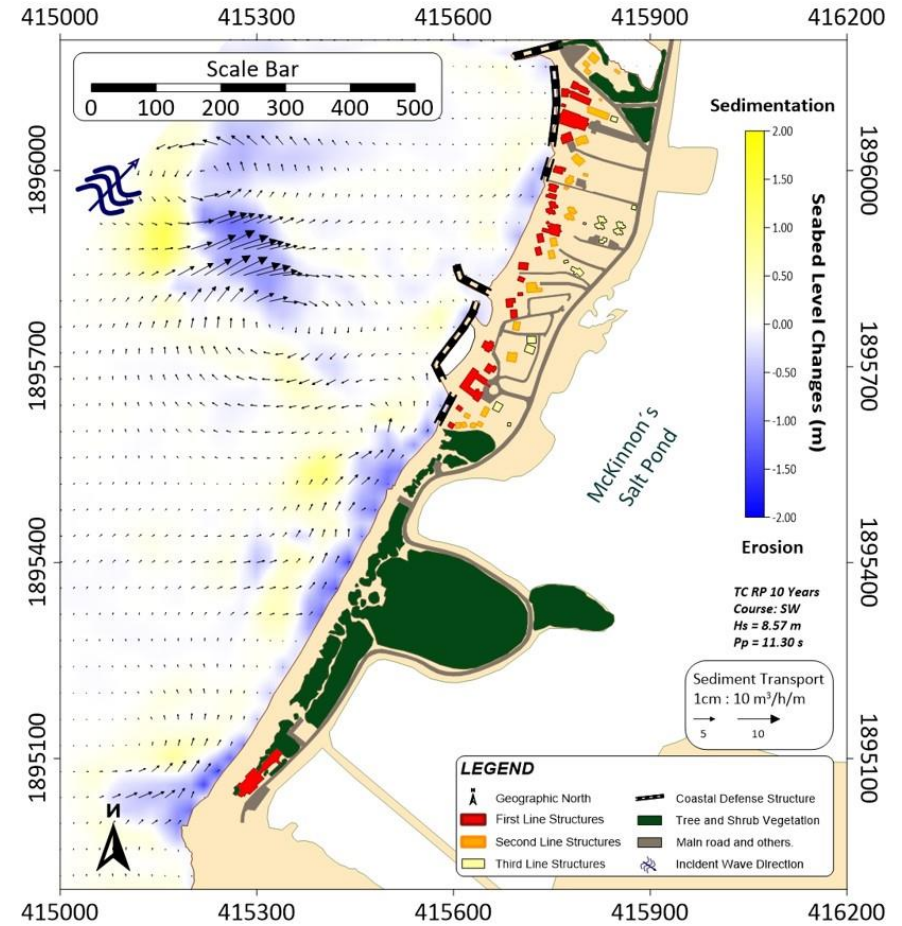 415000 415300 415600 415900 416200
Scale Bar
0 100 200 300 400 500
1896000
1895700
1895400
1895100
Sedimentation
2.00
1.00
0.50
0.00
-0.50
-1.00
-1.50
-2.00
Seabed Level Changes (m)
Erosion
1896000
1895700
1895400
1895100
McKinnon´s
Salt Pond
TC RP 10 Years
Course: SW
Hs = 8.57 m
Pp = 11.30 s
Sediment Transport
1cm : 10 m³/h/m
5 10
N
LEGEND
N Geographic North
First Line Structures
Second Line Structures
Third Line Structures
Coastal Defense Structure
Tree and Shrub Vegetation
Main road and others.
Incident Wave Direction
415000 415300 415600 415900 416200